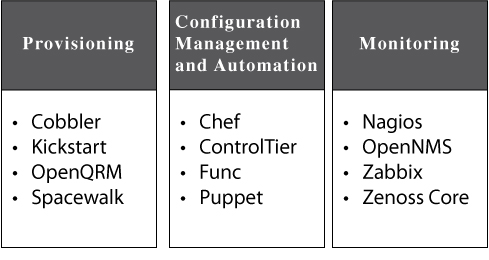 Provisioning
• Cobbler
• Kickstart
• OpenQRM
• Spacewalk
Configuration
Management
and Automation
• Chef
• ControlTier
• Func
• Puppet
Monitoring
• Nagios
• OpenNMS
• Zabbix
• Zenoss Core